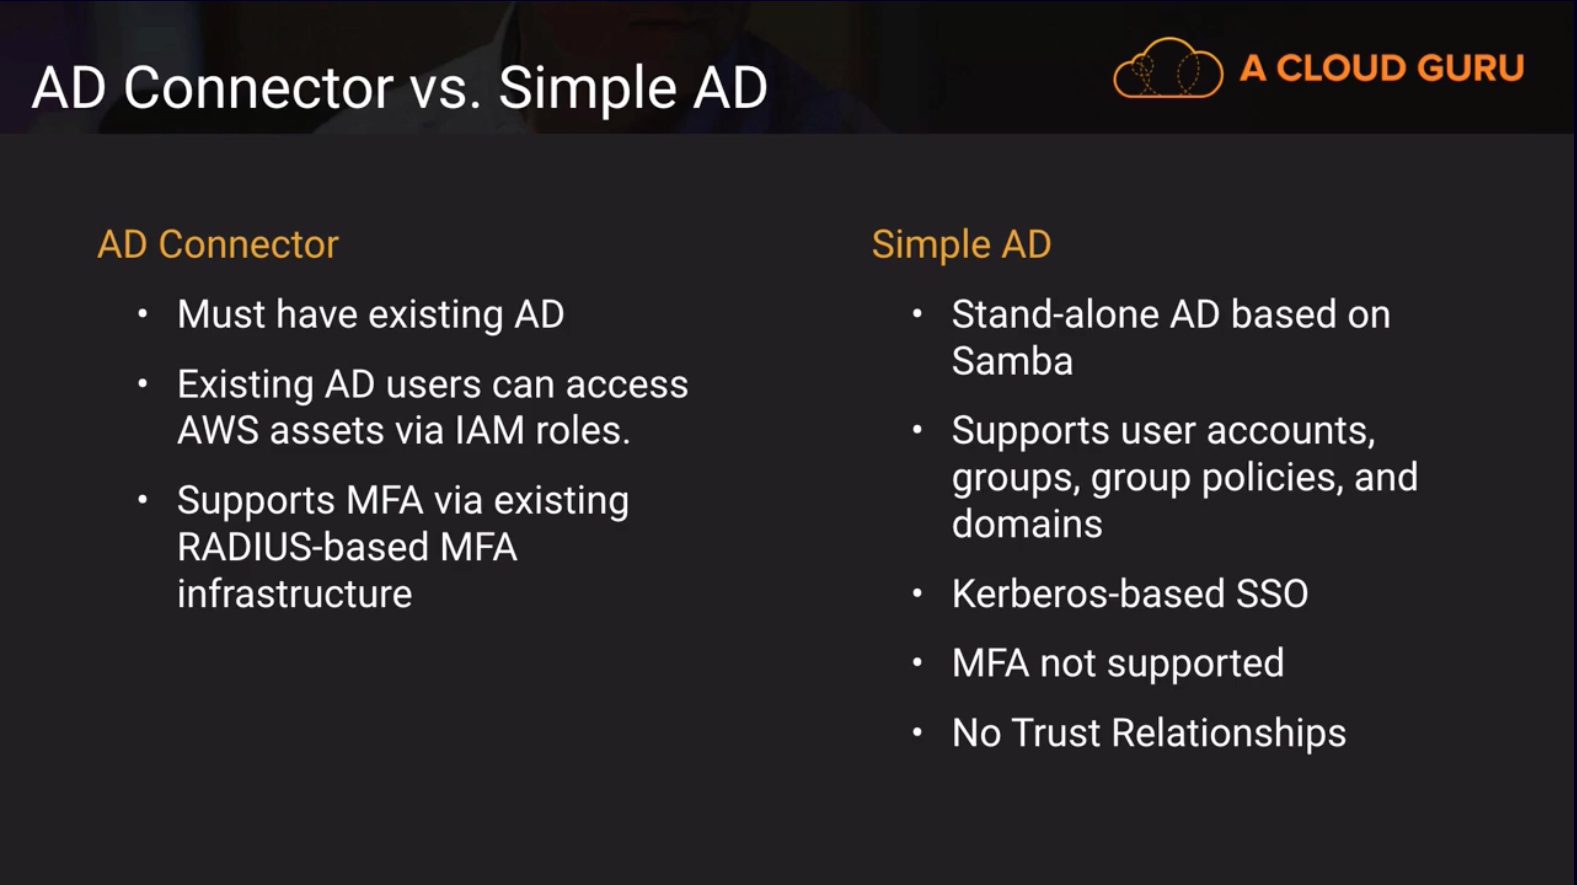 AD Connector vs. Simple AD
A CLOUD GURU
AD Connector
• Must have existing AD
• Existing AD users can access
AWS assets via IAM roles.
• Supports MFA via existing
RADIUS-based MFA
infrastructure
Simple AD
• Stand-alone AD based on
Samba
• Supports user accounts,
groups, group policies, and
domains
• Kerberos-based SSO
• MFA not supported
• No Trust Relationships